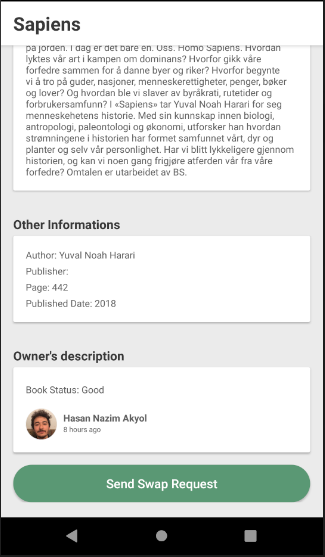 Sapiens
på jorden. I dag er det bare én. Oss. Homo Sapiens. Hvordan
lyktes vår art i kampen om dominans? Hvorfor gikk våre
forfedre sammen for å danne byer og riker? Hvorfor begynte
vi å tro på guder, nasjoner, menneskerettigheter, penger, bøker
og lover? Og hvordan ble vi slaver av byråkrati, rutetider og
forbrukersamfunn? I «Sapiens» tar Yuval Noah Harari for seg
menneskehetens historie. Med sin kunnskap innen biologi,
antropologi, paleontologi og økonomi, utforsker han hvordan
strømningene i historien har formet samfunnet vårt, dyr og
planter og selv vår personlighet. Har vi blitt lykkeligere gjennom
historien, og kan vi noen gang frigjøre atferden vår fra våre
forfedre? Omtalen er utarbeidet av BS.
Other Informations
Author: Yuval Noah Harari
Publisher:
Page: 442
Published Date: 2018
Owner's description
Book Status: Good
Hasan Nazim Akyol
8 hours ago
Send Swap Request